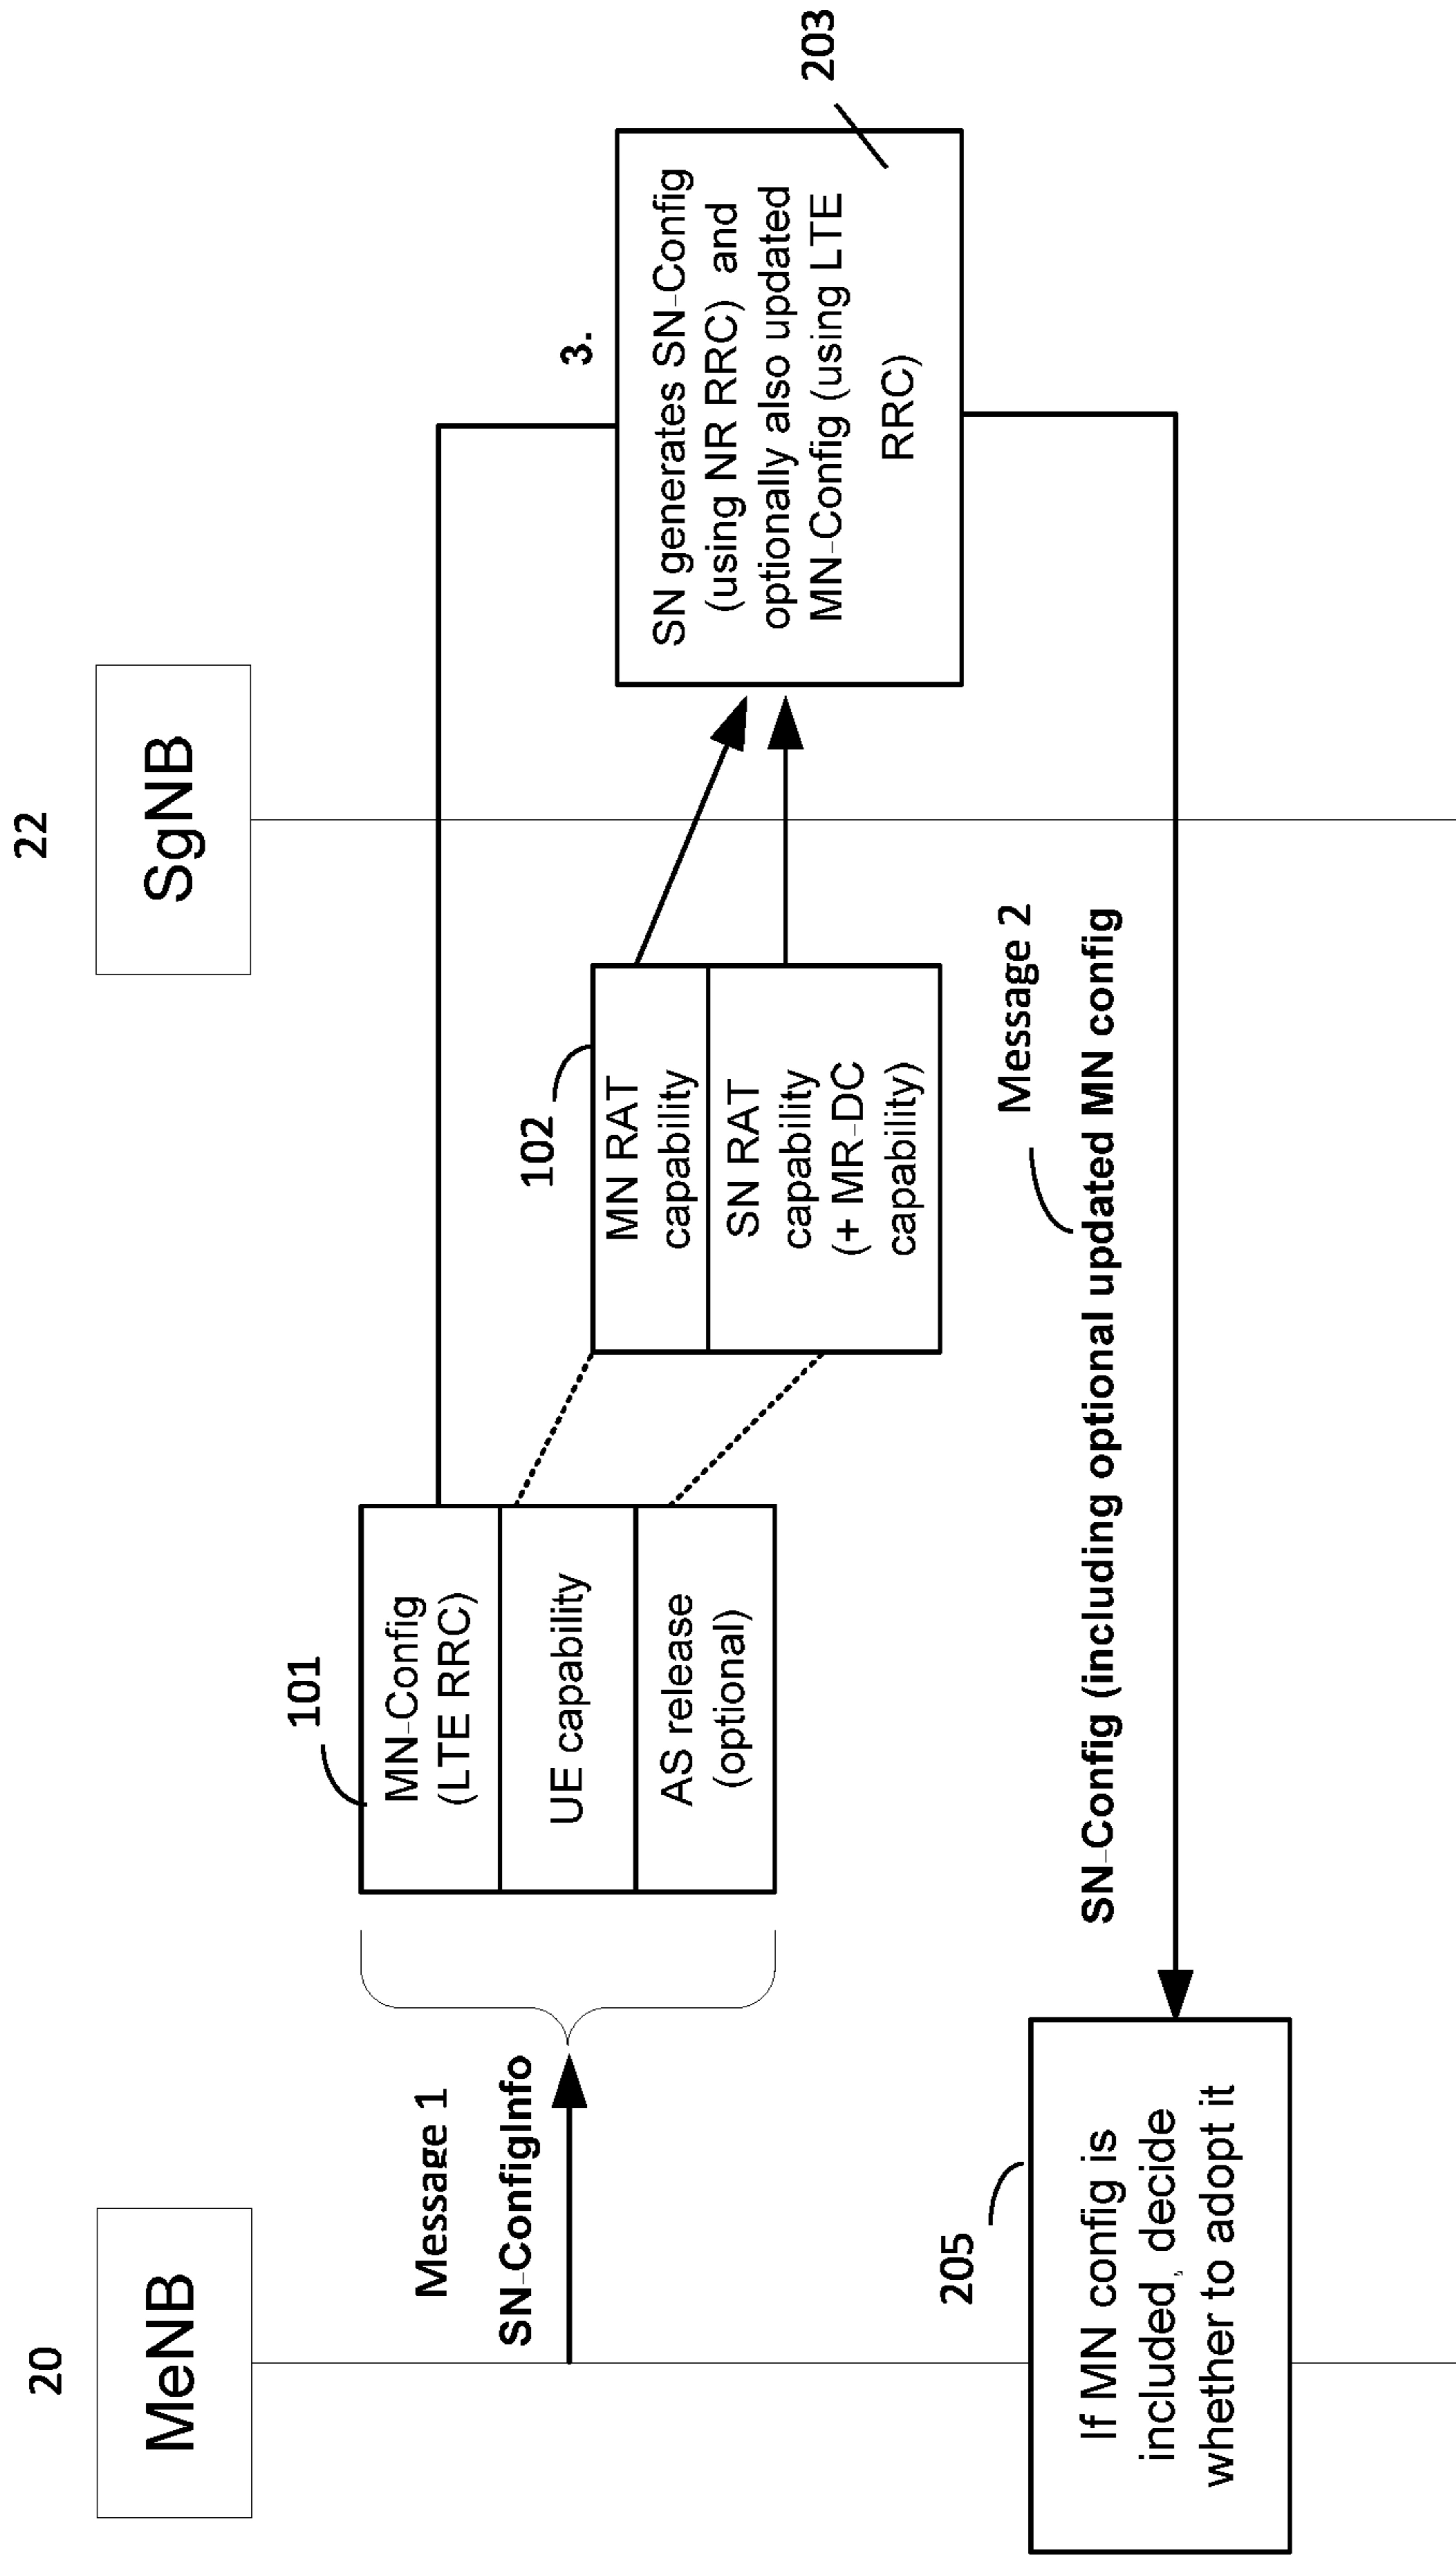 20
MeNB
22
SgNB
Message 1
SN-ConfigInfo
101
MN-Config
(LTE RRC)
UE capability
AS release
(optional)
102
MN RAT
capability
SN RAT
capability
(+ MR-DC
capability)
3.
SN generates SN-Config
(using NR RRC) and
optionally also updated
MN-Config (using LTE
RRC)
203
Message 2
SN-Config (including optional updated MN config
205
If MN config is
included, decide
whether to adopt it